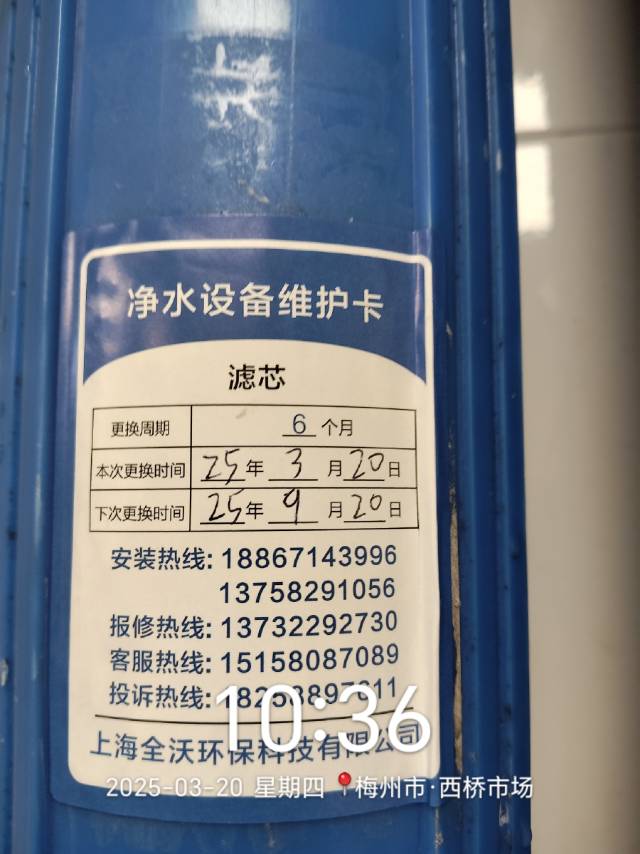 净水设备维护卡
滤芯
更换周期 6 个月
本次更换时间 25年 3 月 20日
下次更换时间 25年 9 月 20日
安装热线: 18867143996
13758291056
报修热线: 13732292730
客服热线: 15158087089
投诉热线:
上海全沃环保科技有限公司
10:36
2025-03-20 星期四 梅州市·西桥市场